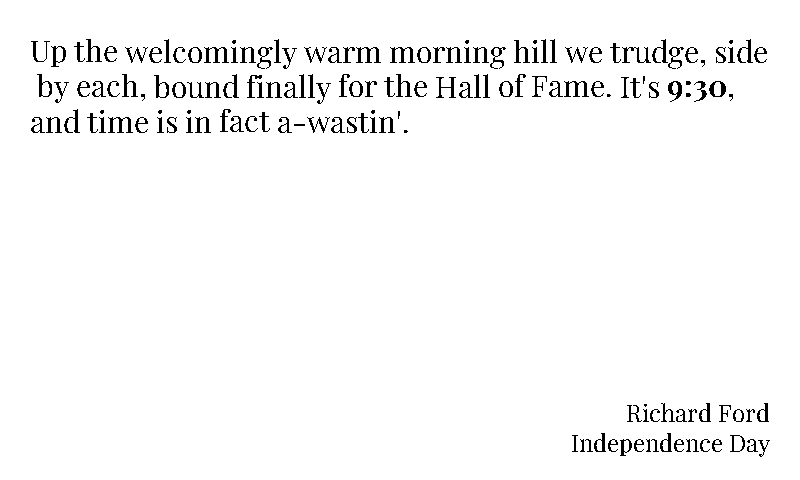 Up the welcomingly warm morning hill we trudge, side
by each, bound finally for the Hall of Fame. It's 9:30,
and time is in fact a-wastin'.
Richard Ford
Independence Day